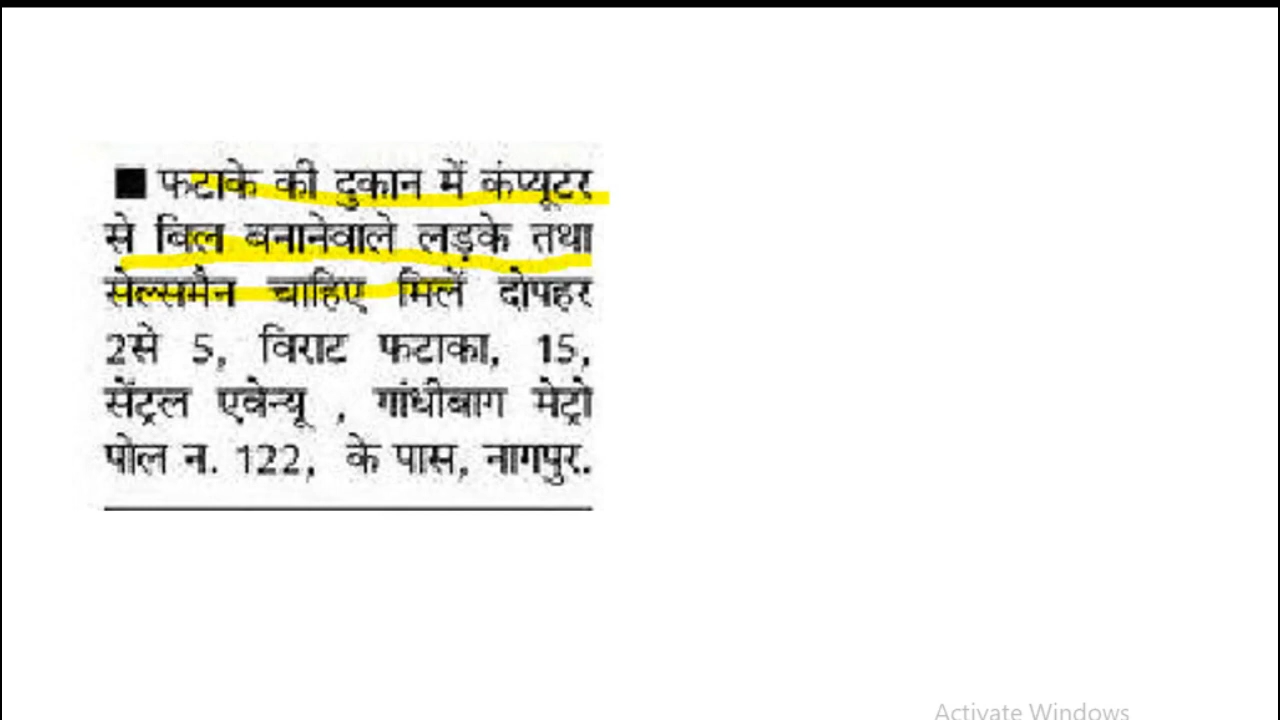 ■ फटाके की दुकान में कंप्यूटर
से बिल बनानेवाले लड़के तथा
सेल्समैन चाहिए मिलें दोपहर
2से 5, विराट फटाका, 15,
सेंट्रल एवेन्यू , गांधीबाग मेट्रो
पोल न. 122, के पास, नागपुर.
Activate Windows